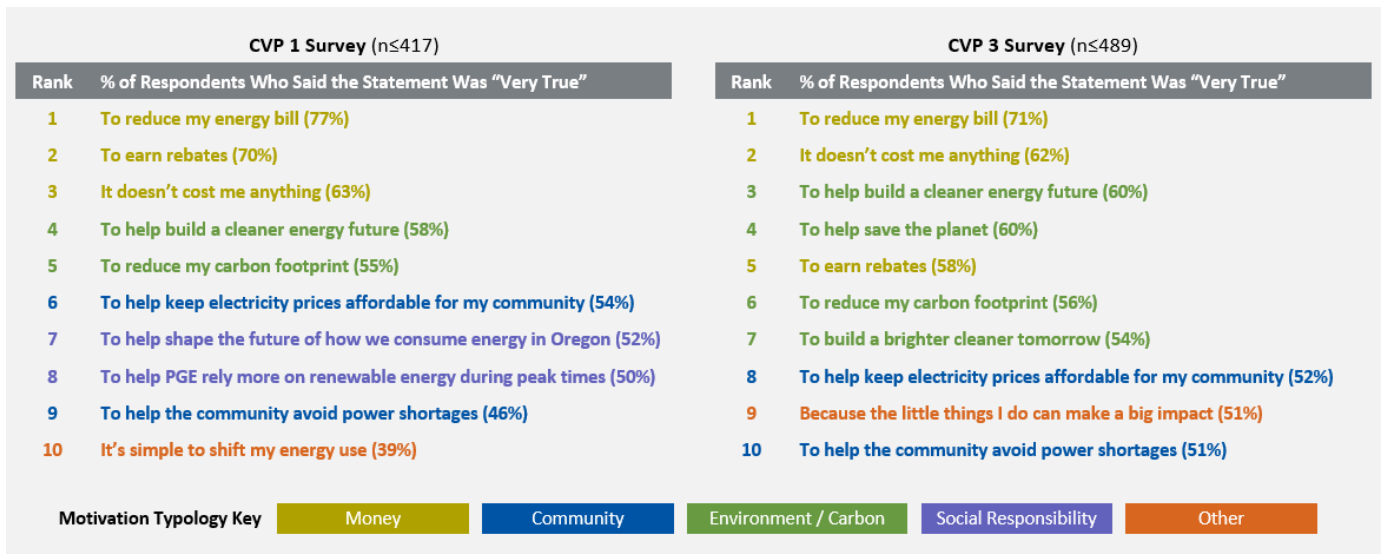 CVP 1 Survey (n≤417)
Rank % of Respondents Who Said the Statement Was “Very True”
1 To reduce my energy bill (77%)
2 To earn rebates (70%)
3 It doesn’t cost me anything (63%)
4 To help build a cleaner energy future (58%)
5 To reduce my carbon footprint (55%)
6 To help keep electricity prices affordable for my community (54%)
7 To help shape the future of how we consume energy in Oregon (52%)
8 To help PGE rely more on renewable energy during peak times (50%)
9 To help the community avoid power shortages (46%)
10 It’s simple to shift my energy use (39%)
CVP 3 Survey (n≤489)
Rank % of Respondents Who Said the Statement Was “Very True”
1 To reduce my energy bill (71%)
2 It doesn’t cost me anything (62%)
3 To help build a cleaner energy future (60%)
4 To help save the planet (60%)
5 To earn rebates (58%)
6 To reduce my carbon footprint (56%)
7 To build a brighter cleaner tomorrow (54%)
8 To help keep electricity prices affordable for my community (52%)
9 Because the little things I do can make a big impact (51%)
10 To help the community avoid power shortages (51%)
Motivation Typology Key Money Community Environment / Carbon Social Responsibility Other